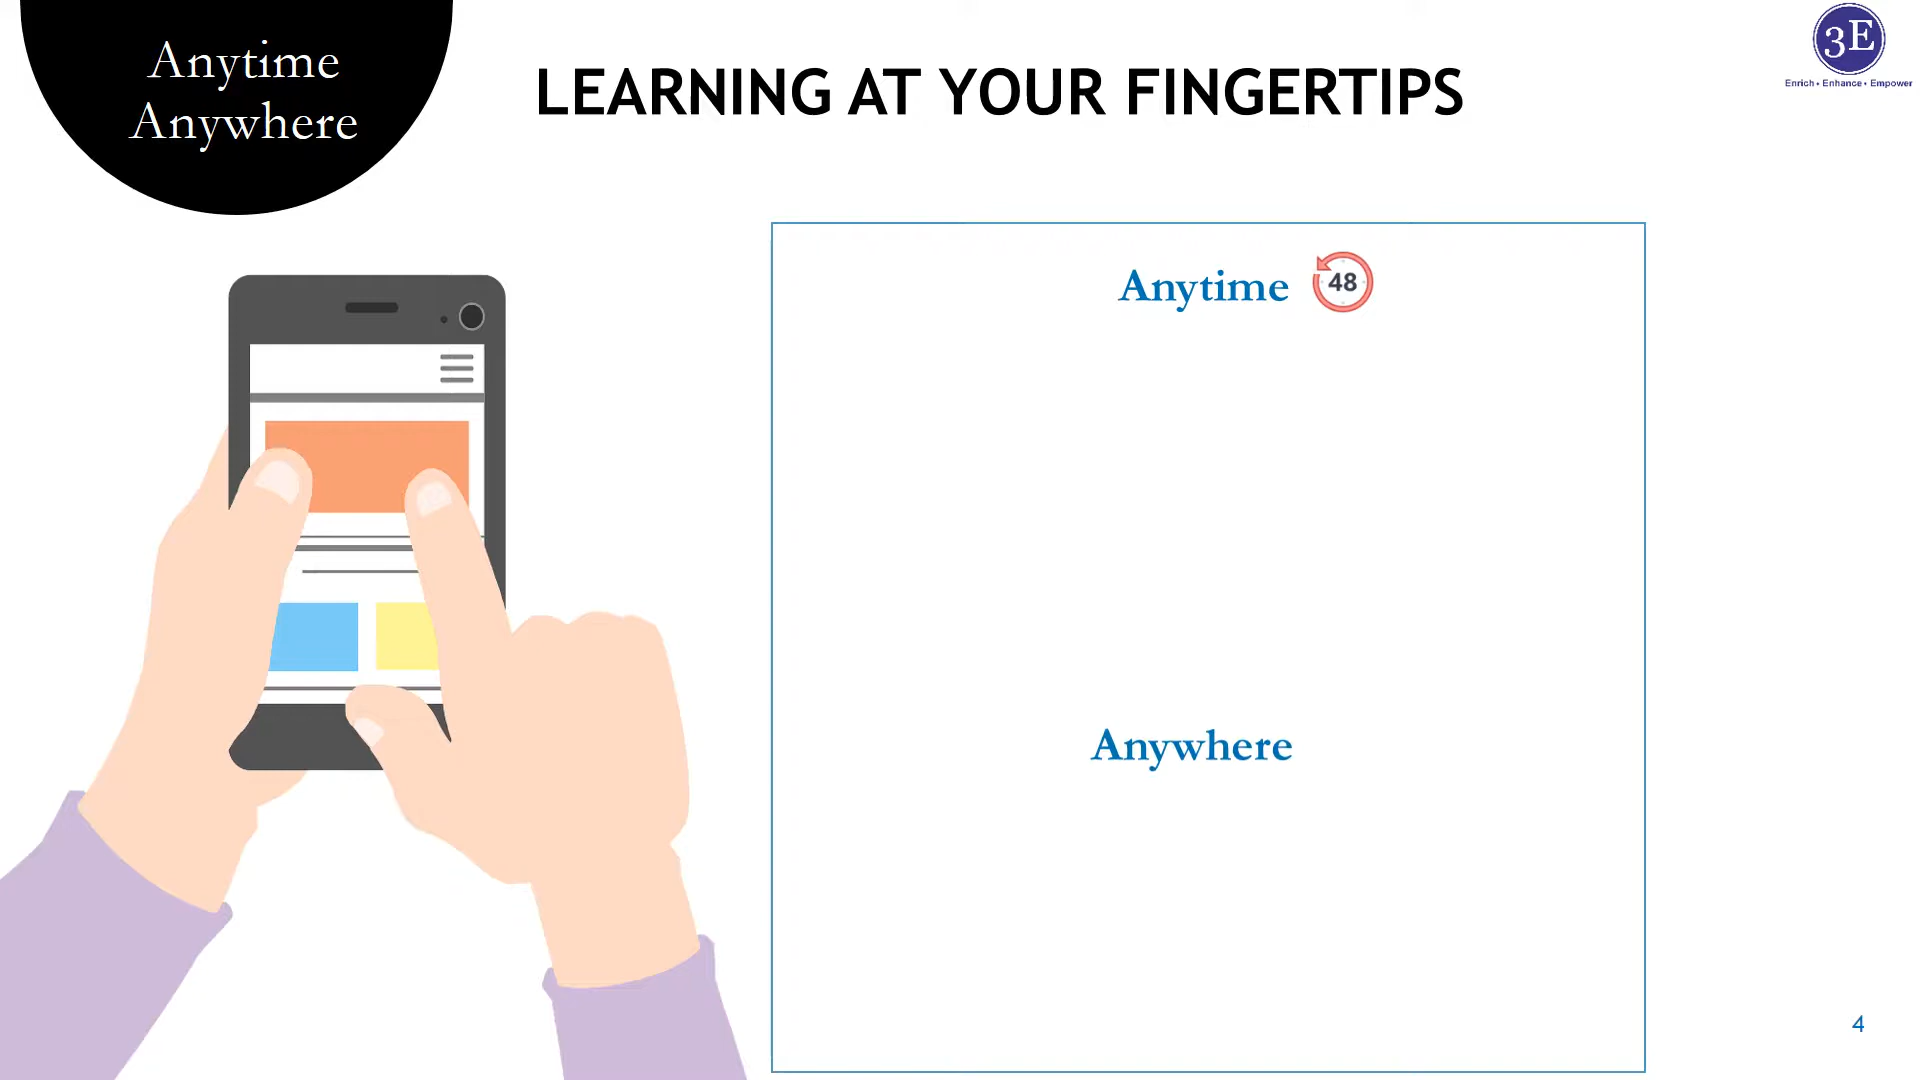 Anytime
Anywhere
LEARNING AT YOUR FINGERTIPS
3E
Enrich • Enhance • Empower
Anytime
48
Anywhere
4